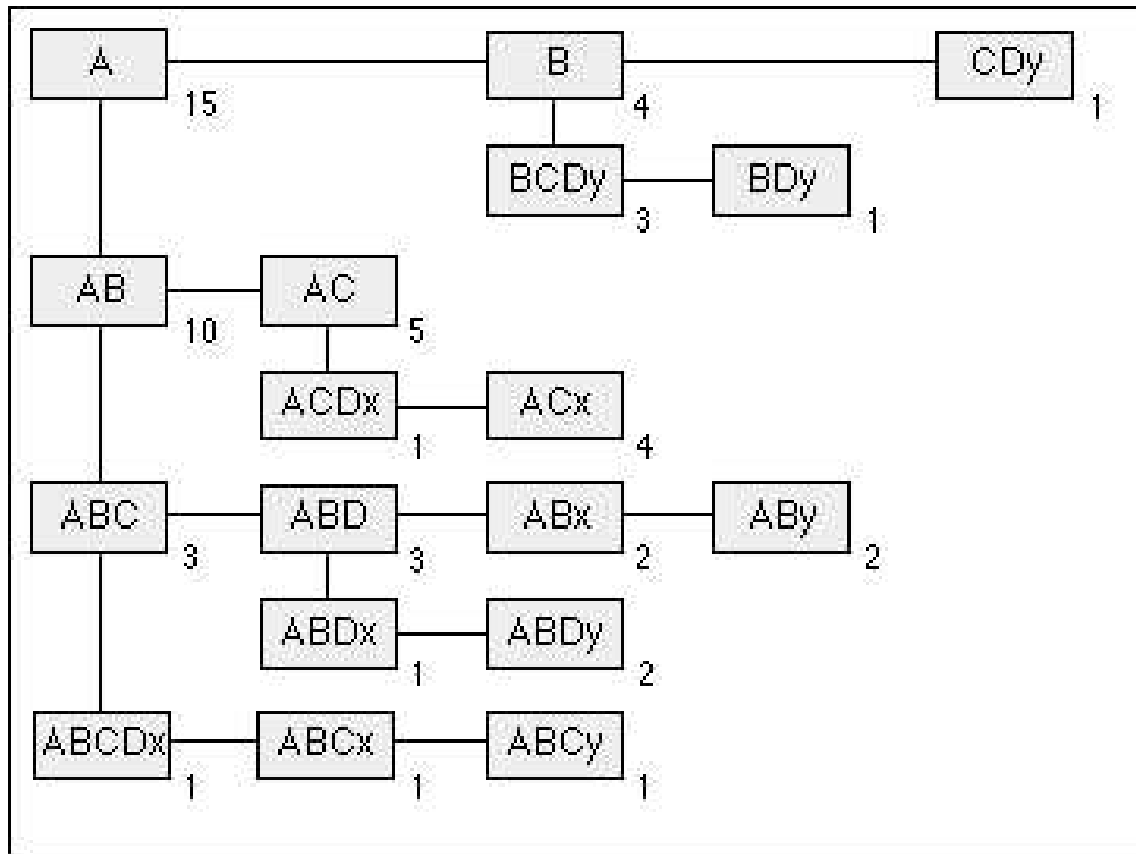 A B CDy
15 4 1
BCDy BDy
3 1
AB AC
10 5
ACDx ACx
1 4
ABC ABD ABx ABy
3 3 2 2
ABDx ABDy
1 2
ABCDx ABCx ABCy
1 1 1